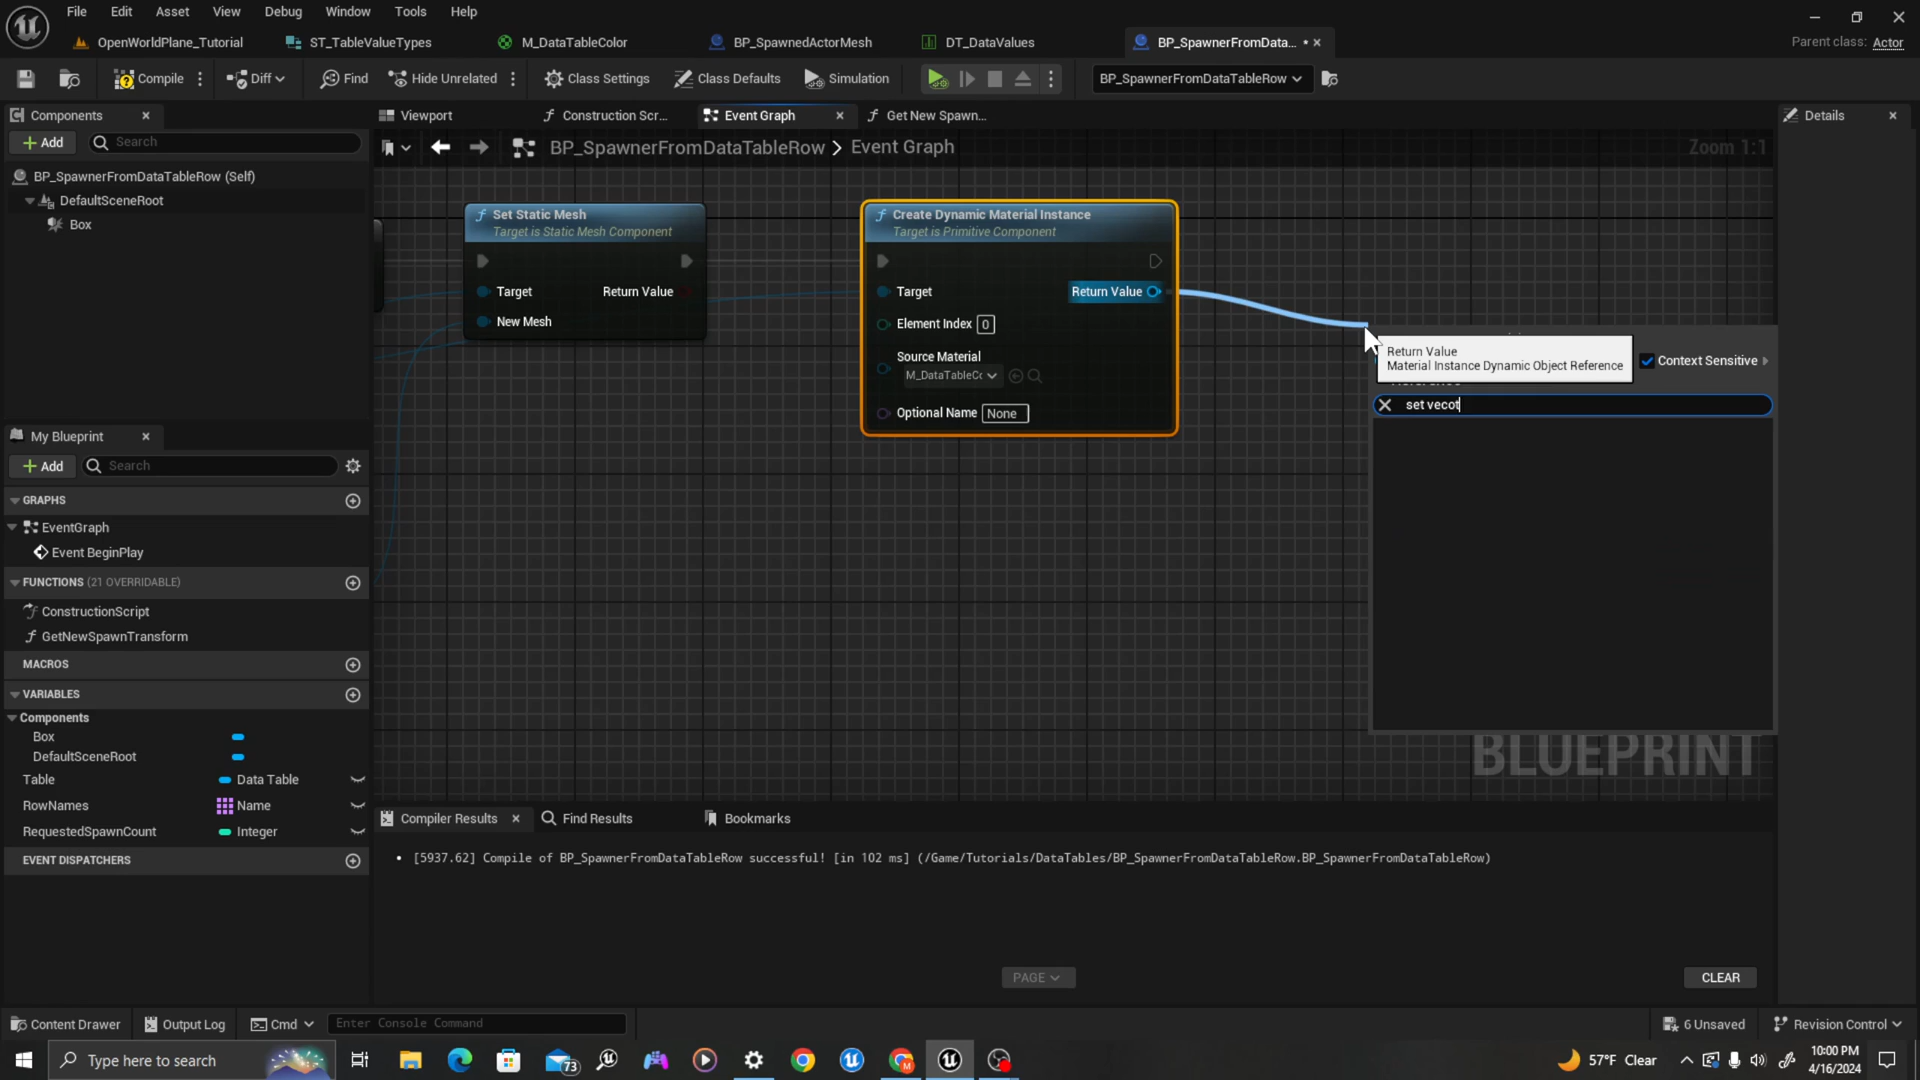 File Edit Asset View Debug Window Tools Help
OpenWorldPlane_Tutorial ST_TableValueTypes M_DataTableColor BP_SpawnedActorMesh DT_DataValues BP_SpawnerFromData... • Parent class: Actor
Compile Diff Find Hide Unrelated Class Settings Class Defaults Simulation BP_SpawnerFromDataTableRow
Components Viewport Construction Scr... Event Graph Get New Spawn... Details
Add Search BP_SpawnerFromDataTableRow > Event Graph Zoom 1:1
BP_SpawnerFromDataTableRow (Self)
DefaultSceneRoot
Box
Set Static Mesh
Target is Static Mesh Component
Target Return Value
New Mesh
Create Dynamic Material Instance
Target is Primitive Component
Target Return Value
Element Index 0
Source Material
M_DataTableCc
Optional Name None
Return Value
Material Instance Dynamic Object Reference
Context Sensitive
set vecot
BLUEPRINT
My Blueprint
Add Search
GRAPHS
EventGraph
Event BeginPlay
FUNCTIONS (21 OVERRIDABLE)
ConstructionScript
GetNewSpawnTransform
MACROS
VARIABLES
Components
Box
DefaultSceneRoot
Table Data Table
RowNames Name
RequestedSpawnCount Integer
EVENT DISPATCHERS
Compiler Results Find Results Bookmarks
• [5937.62] Compile of BP_SpawnerFromDataTableRow successful! [in 102 ms] (/Game/Tutorials/DataTables/BP_SpawnerFromDataTableRow.BP_SpawnerFromDataTableRow)
PAGE CLEAR
Content Drawer Output Log Cmd Enter Console Command 6 Unsaved Revision Control
Type here to search 73 57°F Clear 10:00 PM
4/16/2024